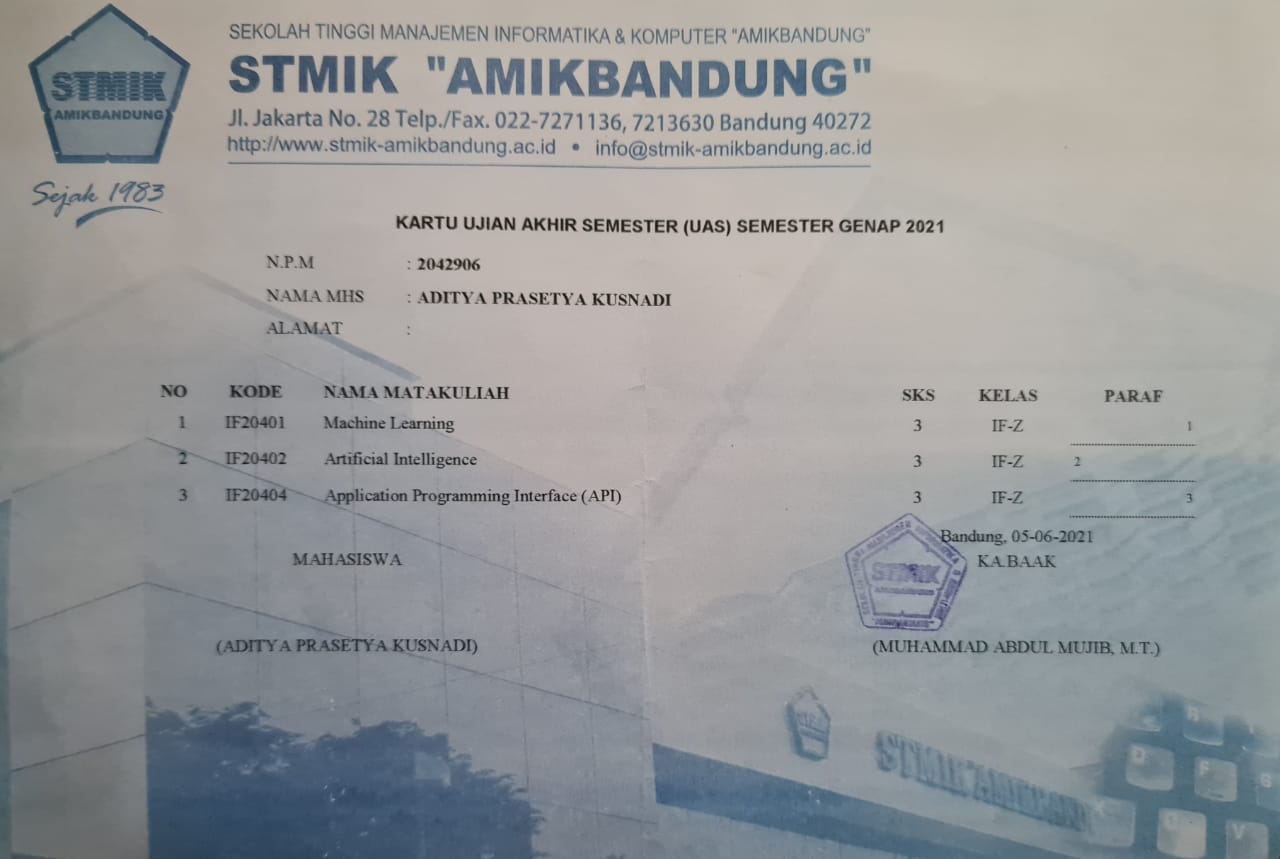 STMIK
AMIKBANDUNG
Sejak 1983
SEKOLAH TINGGI MANAJEMEN INFORMATIKA & KOMPUTER "AMIKBANDUNG"
STMIK "AMIKBANDUNG"
Jl. Jakarta No. 28 Telp./Fax. 022-7271136, 7213630 Bandung 40272
http://www.stmik-amikbandung.ac.id • info@stmik-amikbandung.ac.id
KARTU UJIAN AKHIR SEMESTER (UAS) SEMESTER GENAP 2021
N.P.M : 2042906
NAMA MHS : ADITYA PRASETYA KUSNADI
ALAMAT :
NO KODE NAMA MATAKULIAH SKS KELAS PARAF
1 IF20401 Machine Learning 3 IF-Z 1
2 IF20402 Artificial Intelligence 3 IF-Z 2
3 IF20404 Application Programming Interface (API) 3 IF-Z 3
Bandung, 05-06-2021
MAHASISWA KA.BAAK
STMIK
(ADITYA PRASETYA KUSNADI) (MUHAMMAD ABDUL MUJIB, M.T.)